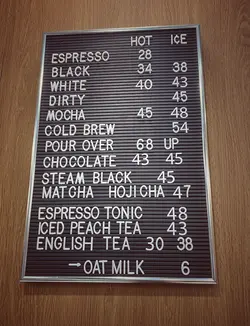 HOT ICE
ESPRESSO 28
BLACK 34 38
WHITE 40 43
DIRTY 45
MOCHA 45 48
COLD BREW 54
POUR OVER 68 UP
CHOCOLATE 43 45
STEAM BLACK 45
MATCHA HOJICHA 47
ESPRESSO TONIC 48
ICED PEACH TEA 43
ENGLISH TEA 30 38
→OAT MILK 6